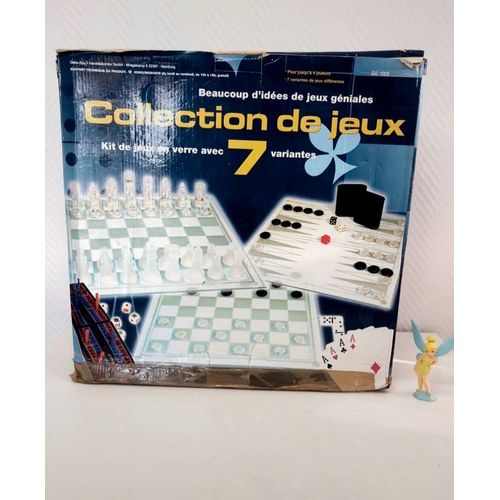 Pour jusqu'à 4 joueurs
7 variantes de jeux différentes
Beaucoup d'idées de jeux géniales
Collection de jeux
Kit de jeux en verre avec 7 variantes
A
A
A
A